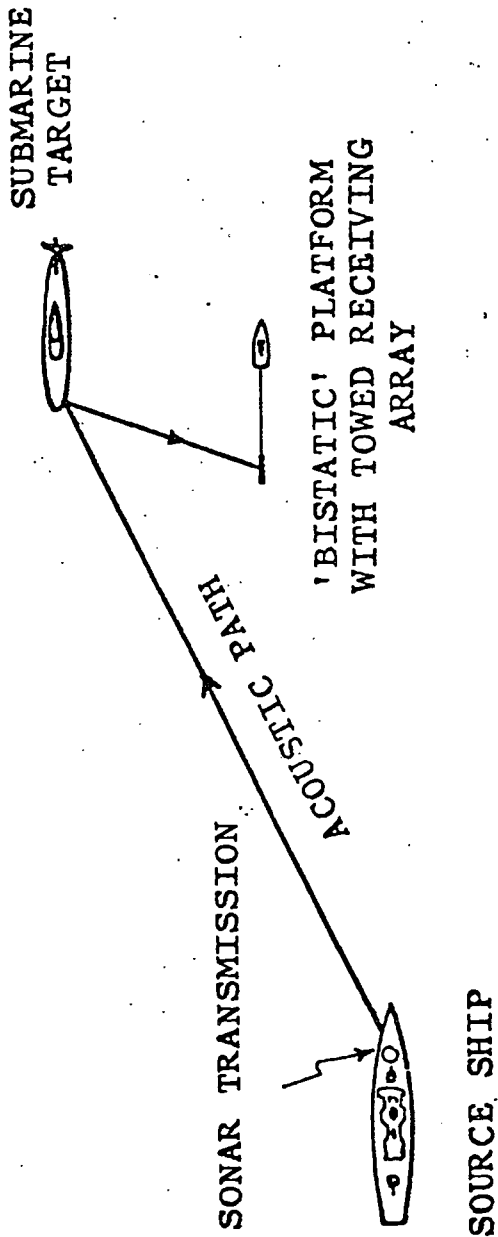 SUBMARINE
TARGET
SONAR TRANSMISSION
ACOUSTIC PATH
'BISTATIC' PLATFORM
WITH TOWED RECEIVING
ARRAY
SOURCE SHIP